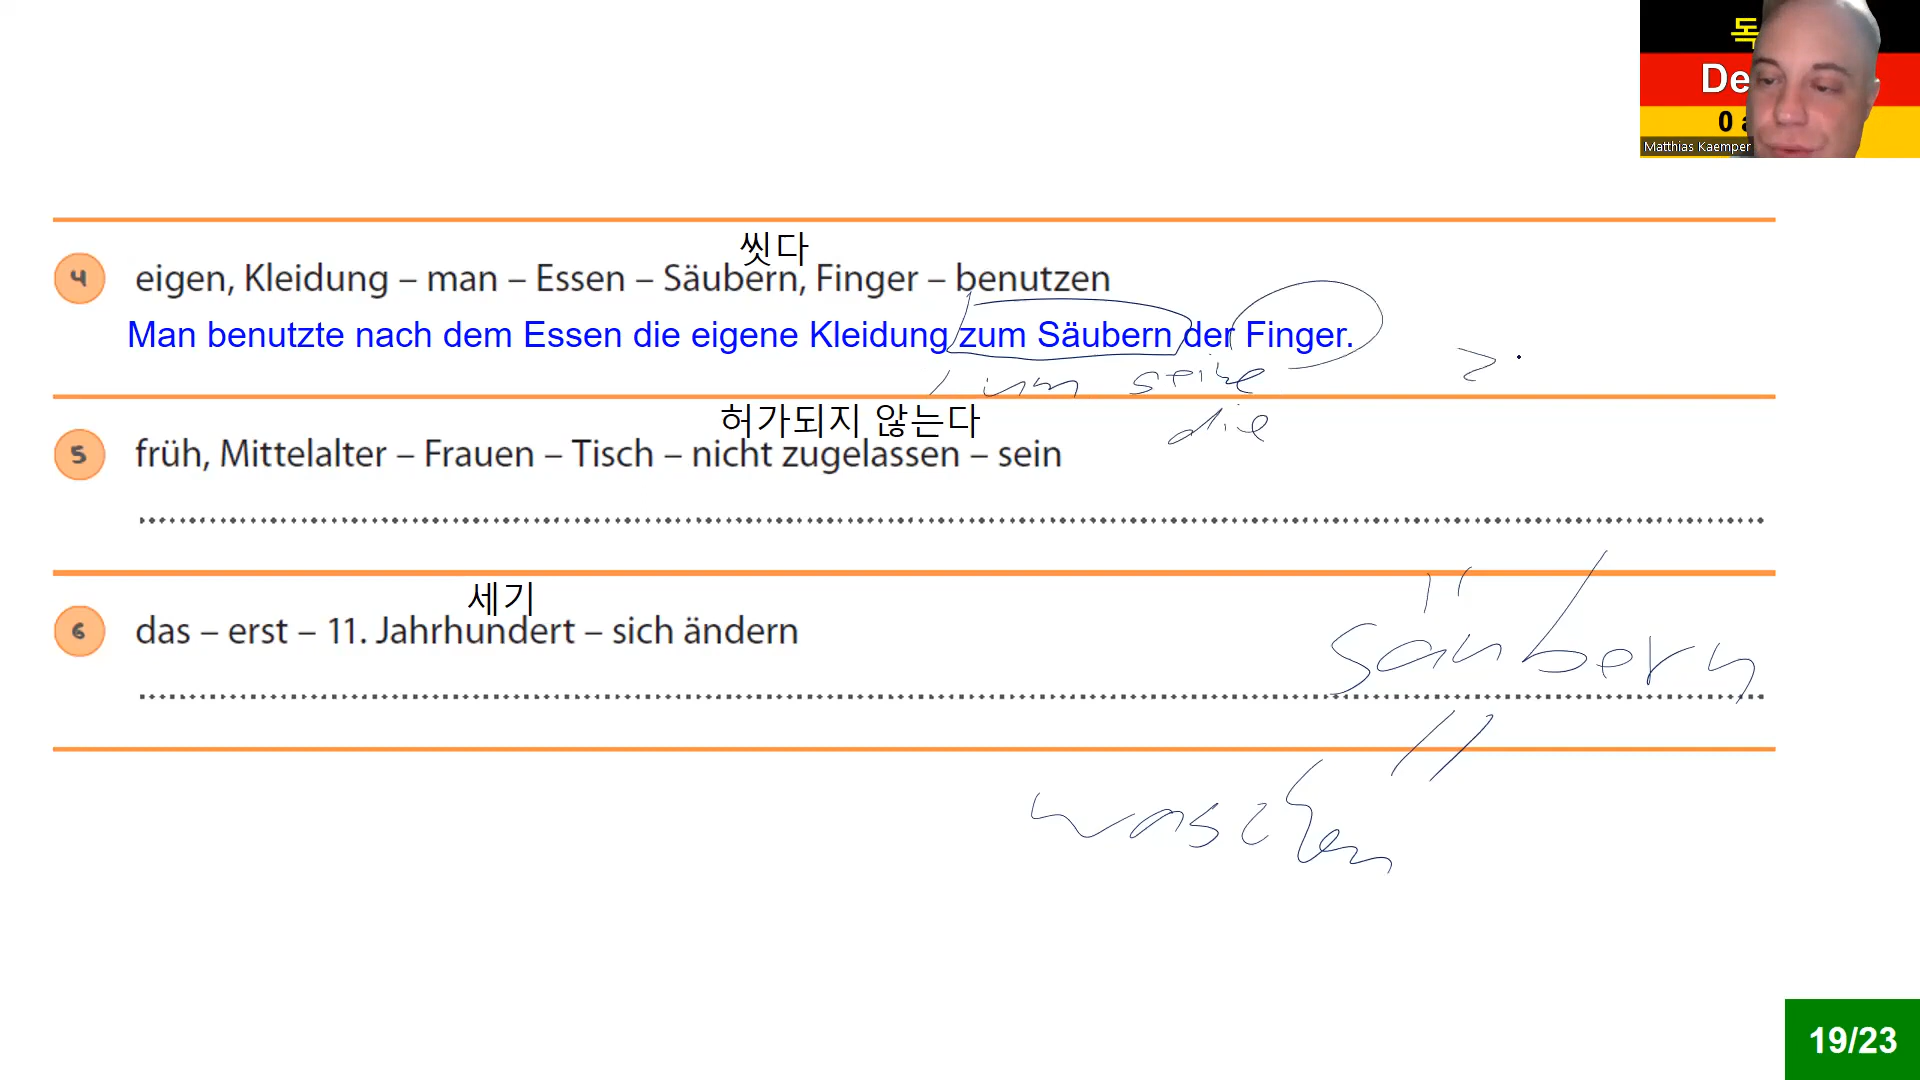 독
De
0 a
Matthias Kaemper
씻다
4 eigen, Kleidung – man – Essen – Säubern, Finger – benutzen
Man benutzte nach dem Essen die eigene Kleidung zum Säubern der Finger.
, um seine
z
die
허가되지 않는다
5 früh, Mittelalter – Frauen – Tisch – nicht zugelassen – sein
세기
6 das – erst – 11. Jahrhundert – sich ändern
säubern
waschen
19/23